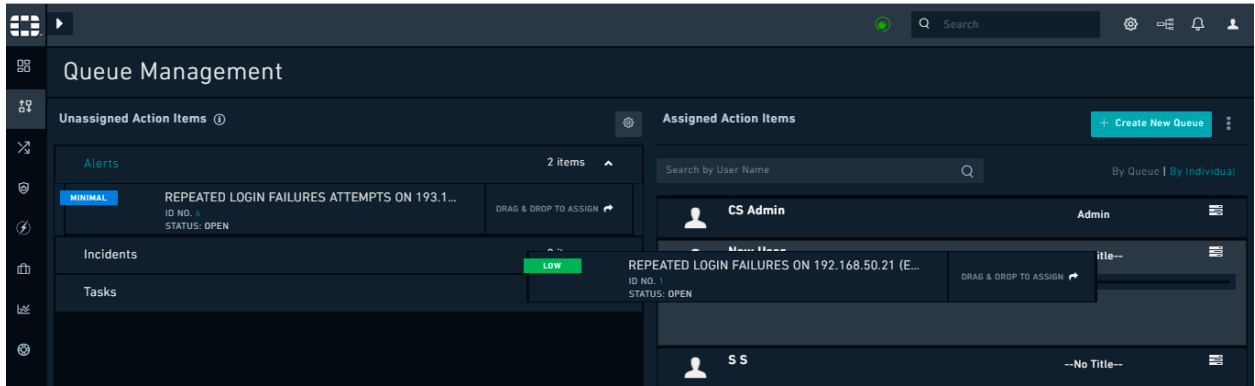 Search
Queue Management
Unassigned Action Items
Assigned Action Items
+ Create New Queue
Alerts
2 items
Search by User Name
By Queue | By Individual
MINIMAL
REPEATED LOGIN FAILURES ATTEMPTS ON 193.1...
ID NO. 6
STATUS: OPEN
DRAG & DROP TO ASSIGN
CS Admin
Admin
Incidents
New User
LOW
REPEATED LOGIN FAILURES ON 192.168.50.21 (E...
ID NO. 1
STATUS: OPEN
DRAG & DROP TO ASSIGN
Tasks
S S
--No Title--